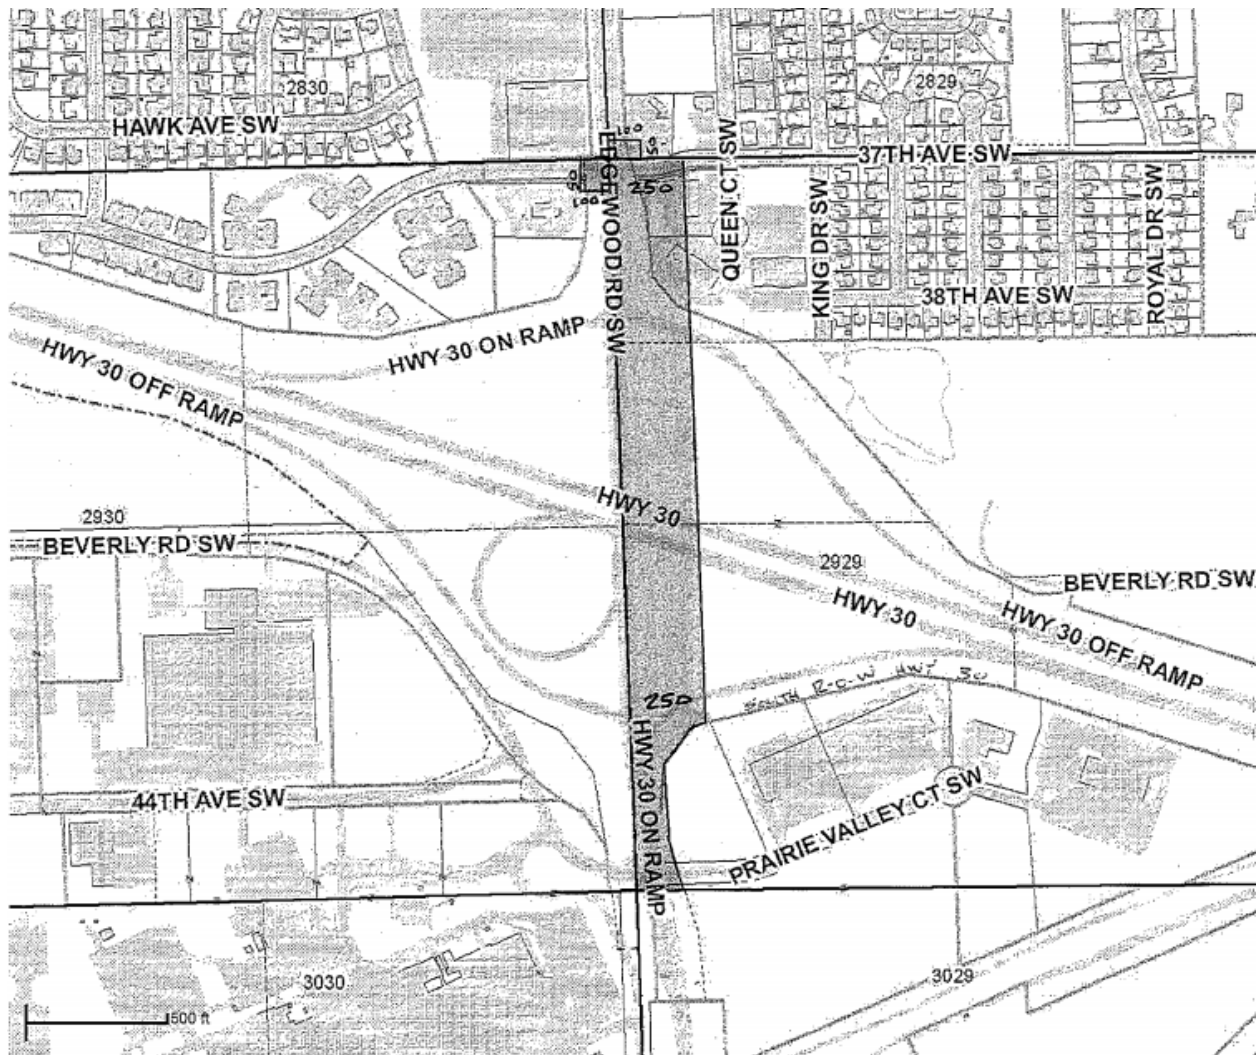 2830
2829
HAWK AVE SW
100
50
37TH AVE SW
50
250
100
EDGEWOOD RD SW
QUEEN CT SW
KING DR SW
ROYAL DR SW
38TH AVE SW
HWY 30 ON RAMP
HWY 30 OFF RAMP
HWY 30
2930
BEVERLY RD SW
2929
BEVERLY RD SW
HWY 30
HWY 30 OFF RAMP
SOUTH R-O-W HWY 30
250
HWY 30 ON RAMP
44TH AVE SW
PRAIRIE VALLEY CT SW
3030
3029
500 ft